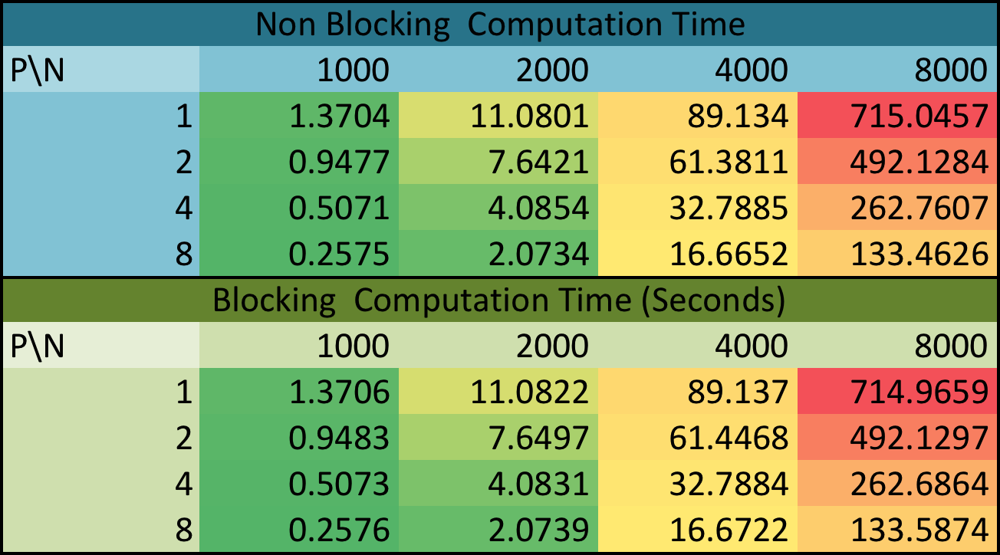 Non Blocking  Computation Time
P\N 1000 2000 4000 8000
1 1.3704 11.0801 89.134 715.0457
2 0.9477 7.6421 61.3811 492.1284
4 0.5071 4.0854 32.7885 262.7607
8 0.2575 2.0734 16.6652 133.4626
Blocking  Computation Time (Seconds)
P\N 1000 2000 4000 8000
1 1.3706 11.0822 89.137 714.9659
2 0.9483 7.6497 61.4468 492.1297
4 0.5073 4.0831 32.7884 262.6864
8 0.2576 2.0739 16.6722 133.5874